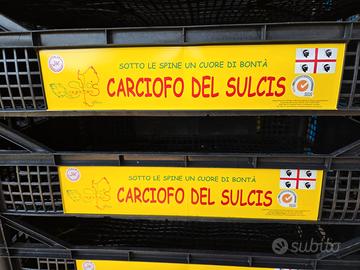 SOTTO LE SPINE UN CUORE DI BONTÀ
CARCIOFO DEL SULCIS
SOTTO LE SPINE UN CUORE DI BONTÀ
CARCIOFO DEL SULCIS
subito